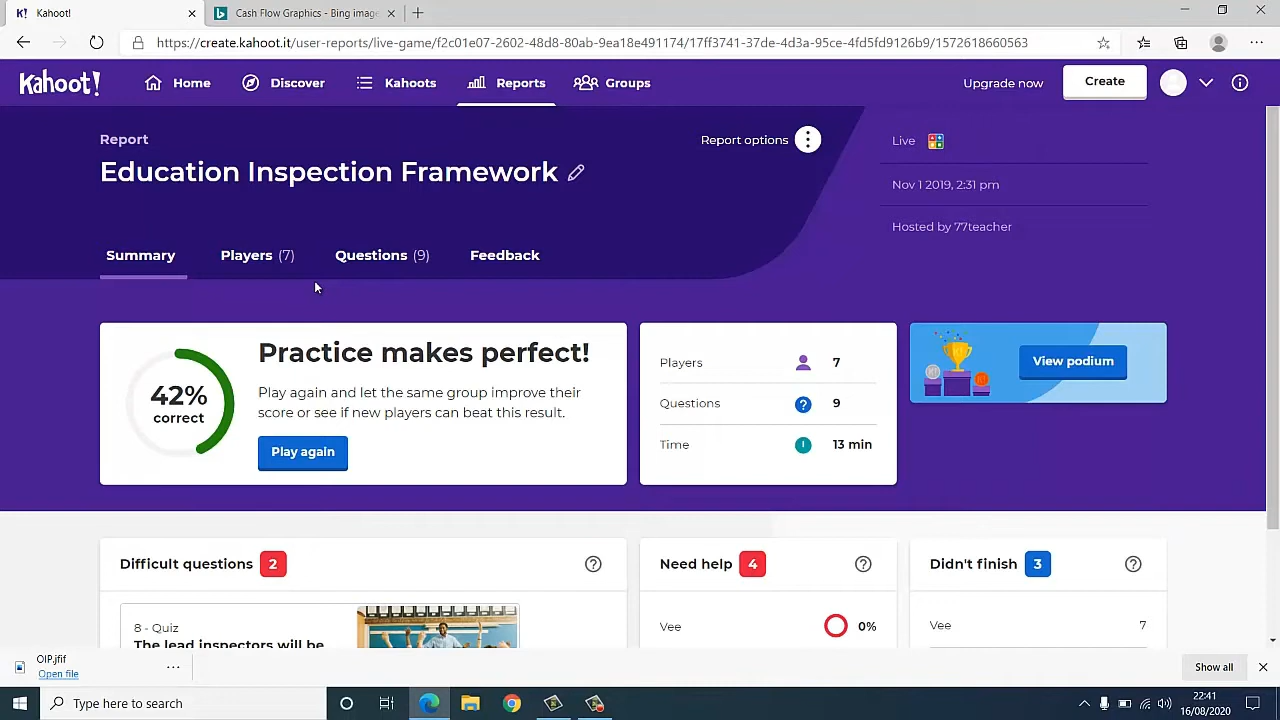 Kahoot!
Cash Flow Graphics - Bing image
https://create.kahoot.it/user-reports/live-game/f2c01e07-2602-48d8-80ab-9ea18e491174/17ff3741-37de-4d3a-95ce-4fd5fd9126b9/1572618660563
Kahoot!
Home
Discover
Kahoots
Reports
Groups
Upgrade now
Create
Report
Report options
Education Inspection Framework
Live
Nov 1 2019, 2:31 pm
Hosted by 77teacher
Summary
Players (7)
Questions (9)
Feedback
42%
correct
Practice makes perfect!
Play again and let the same group improve their
score or see if new players can beat this result.
Play again
Players 7
Questions 9
Time 13 min
View podium
Difficult questions 2
8 - Quiz
The lead inspectors will be
Need help 4
Vee 0%
Didn't finish 3
Vee 7
OIP.jfif
Open file
Show all
Type here to search
22:41
16/08/2020